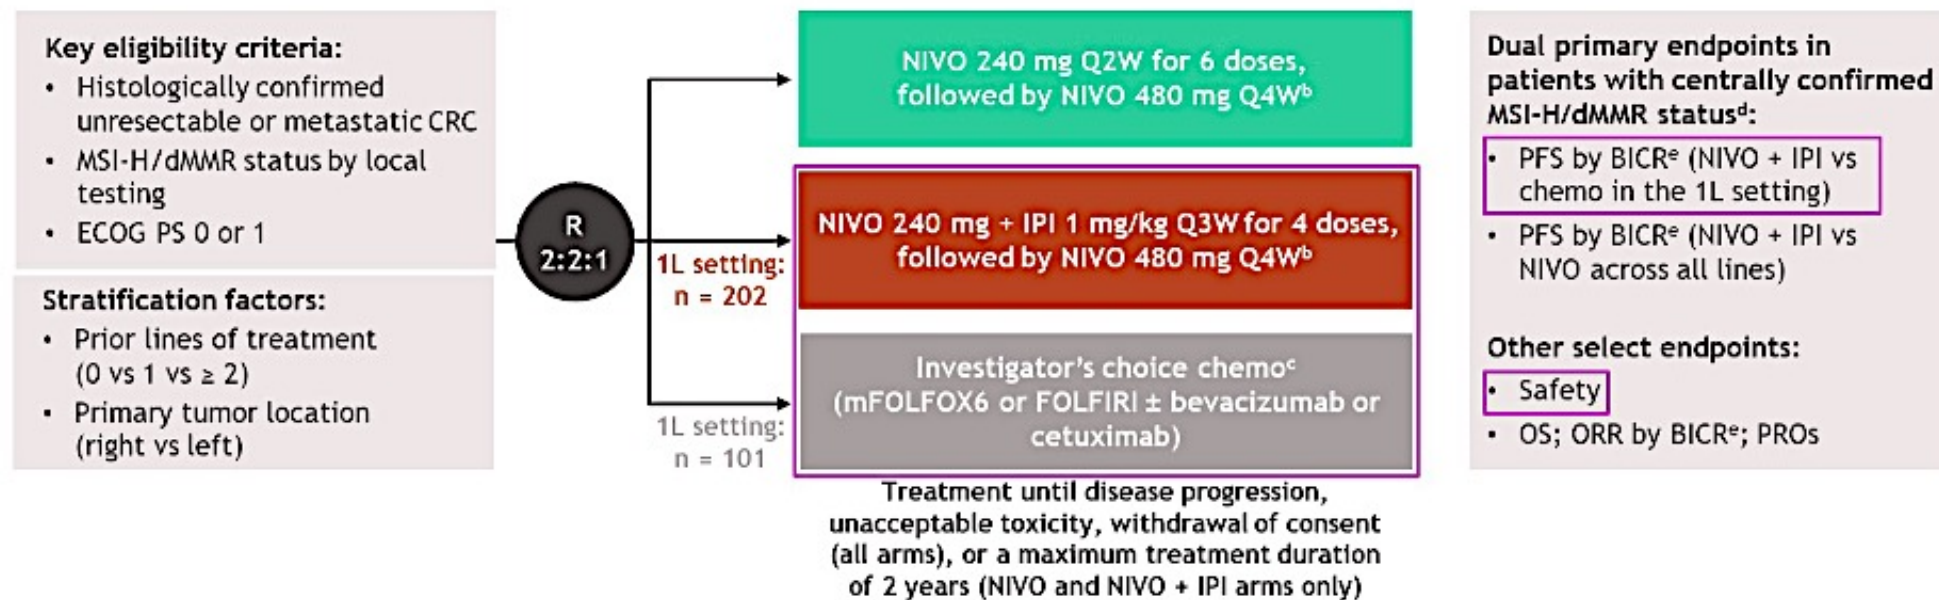 Key eligibility criteria:
• Histologically confirmed
unresectable or metastatic CRC
• MSI-H/dMMR status by local
testing
• ECOG PS 0 or 1
Stratification factors:
• Prior lines of treatment
(0 vs 1 vs ≥ 2)
• Primary tumor location
(right vs left)
R
2:2:1
1L setting:
n = 202
1L setting:
n = 101
NIVO 240 mg Q2W for 6 doses,
followed by NIVO 480 mg Q4Wᵇ
NIVO 240 mg + IPI 1 mg/kg Q3W for 4 doses,
followed by NIVO 480 mg Q4Wᵇ
Investigator's choice chemoᶜ
(mFOLFOX6 or FOLFIRI ± bevacizumab or
cetuximab)
Treatment until disease progression,
unacceptable toxicity, withdrawal of consent
(all arms), or a maximum treatment duration
of 2 years (NIVO and NIVO + IPI arms only)
Dual primary endpoints in
patients with centrally confirmed
MSI-H/dMMR statusᵈ:
• PFS by BICRᵉ (NIVO + IPI vs
chemo in the 1L setting)
• PFS by BICRᵉ (NIVO + IPI vs
NIVO across all lines)
Other select endpoints:
• Safety
• OS; ORR by BICRᵉ; PROs